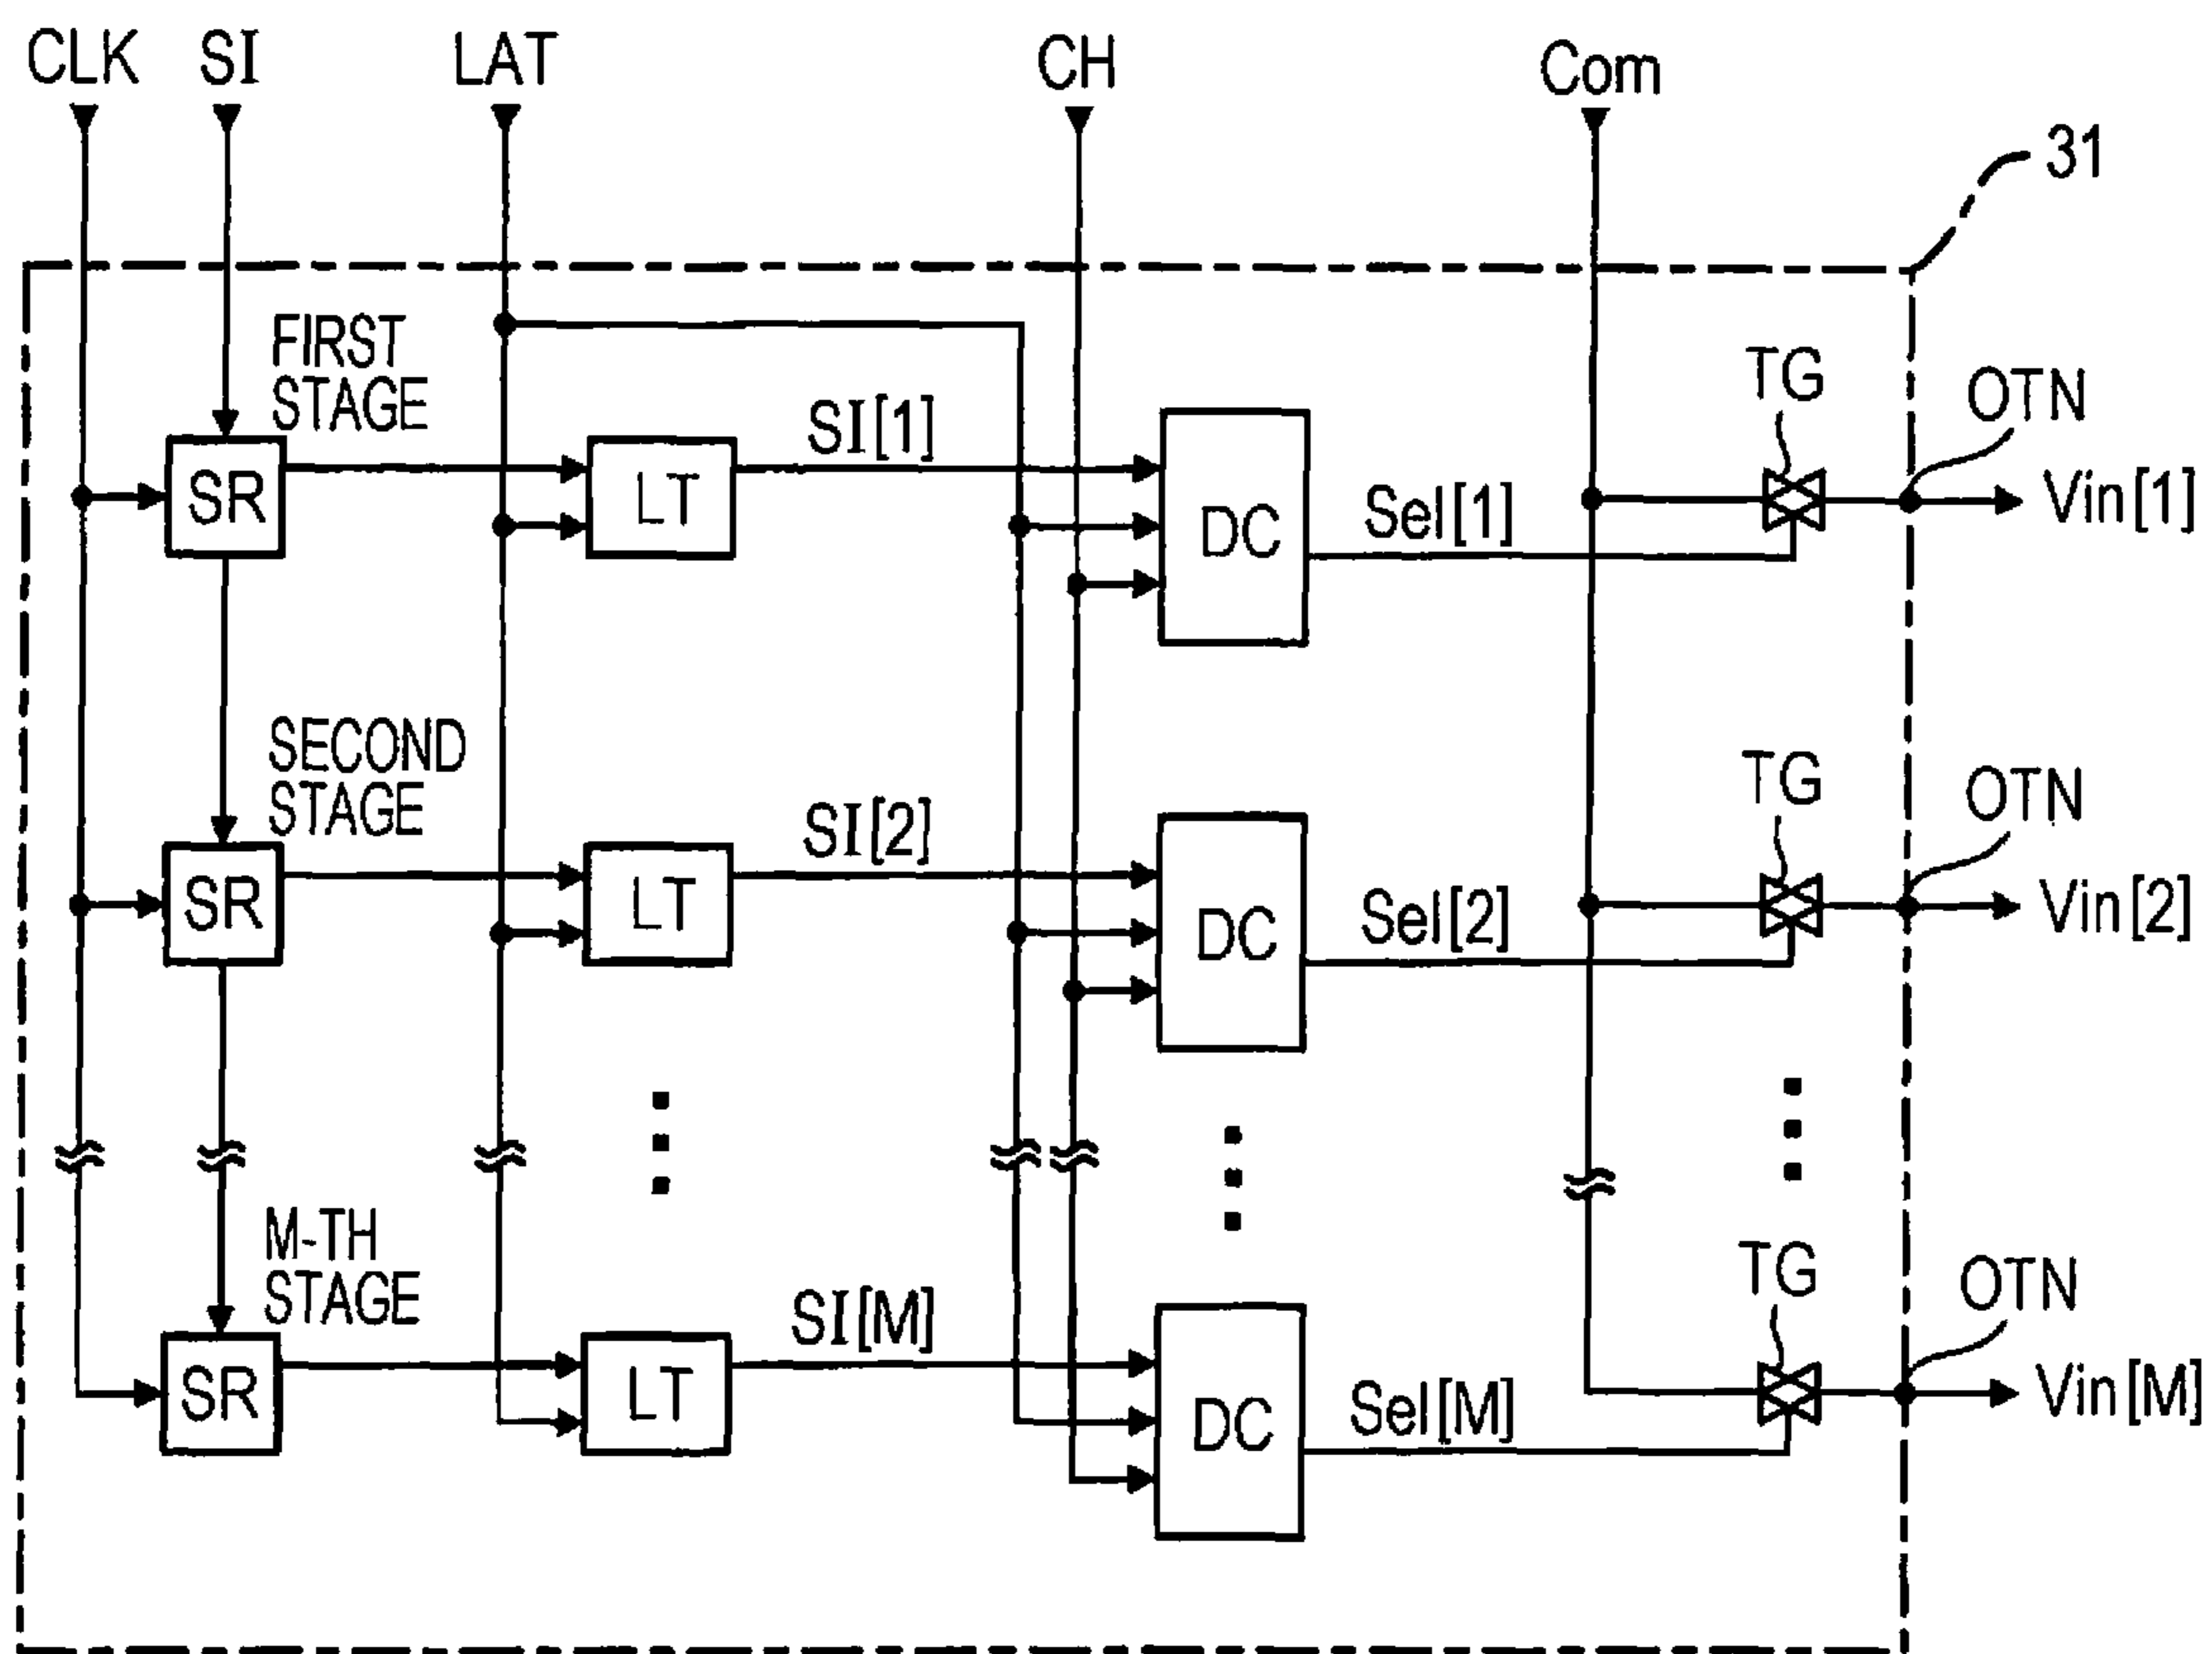 CLK SI LAT CH Com
31
FIRST
STAGE
SI[1]
TG
OTN
SR
LT
DC
Sel[1]
Vin[1]
SECOND
STAGE
SI[2]
TG
OTN
SR
LT
DC
Sel[2]
Vin[2]
M-TH
STAGE
SI[M]
TG
OTN
SR
LT
DC
Sel[M]
Vin[M]